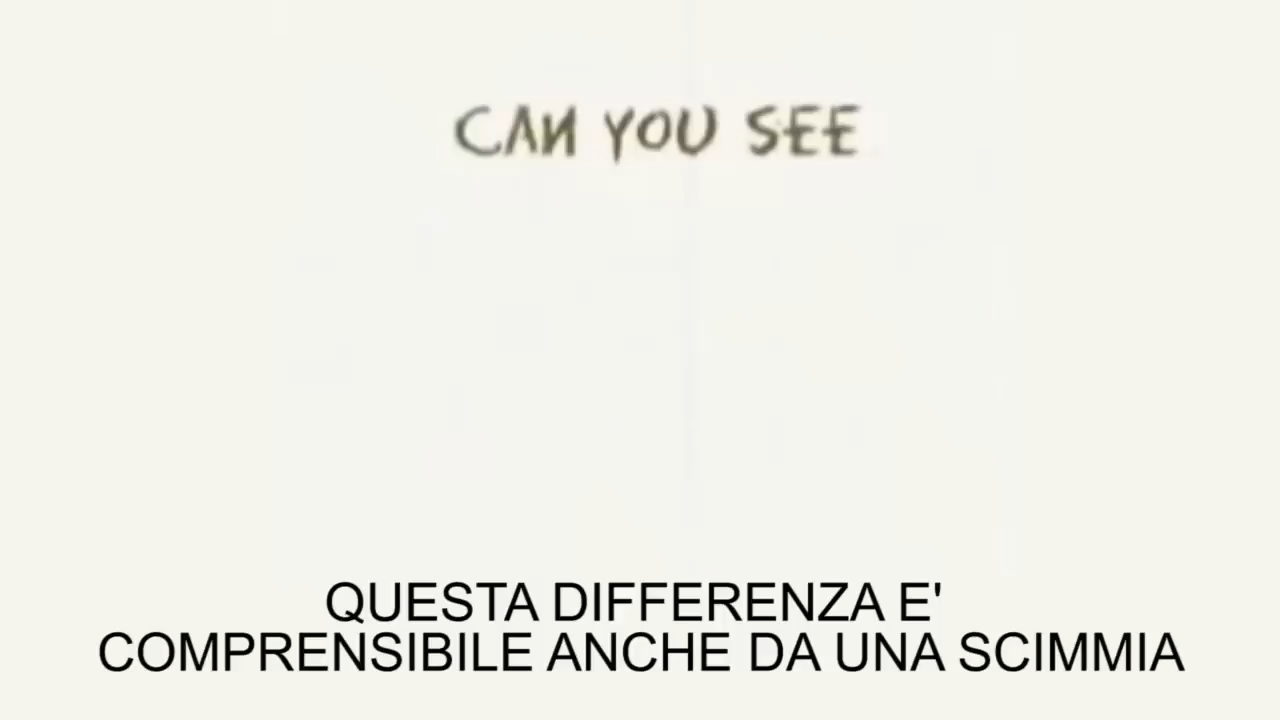 CAN YOU SEE
QUESTA DIFFERENZA E'
COMPRENSIBILE ANCHE DA UNA SCIMMIA